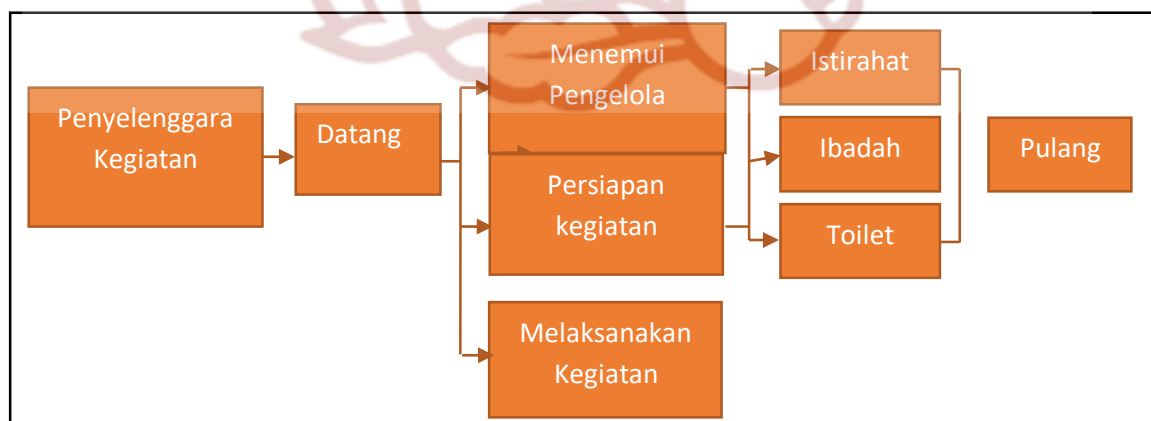 Penyelenggara
Kegiatan
Datang
Menemui
Pengelola
Persiapan
kegiatan
Melaksanakan
Kegiatan
Istirahat
Ibadah
Toilet
Pulang